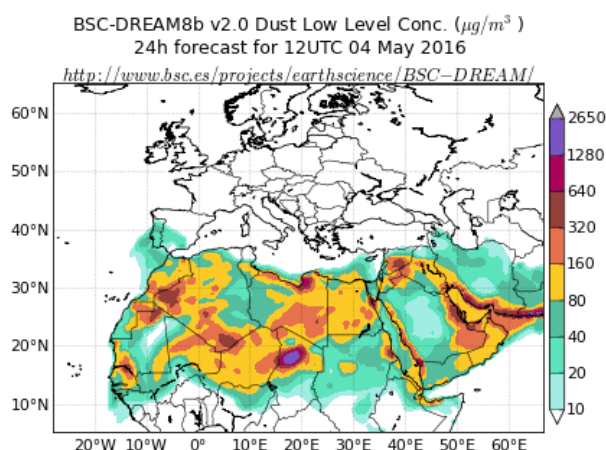 BSC-DREAM8b v2.0 Dust Low Level Conc. (μg/m³ )
24h forecast for 12UTC 04 May 2016
http://www.bsc.es/projects/earthscience/BSC−DREAM/
60°N
50°N
40°N
30°N
20°N
10°N
20°W 10°W 0° 10°E 20°E 30°E 40°E 50°E 60°E
2650
1280
640
320
160
80
40
20
10